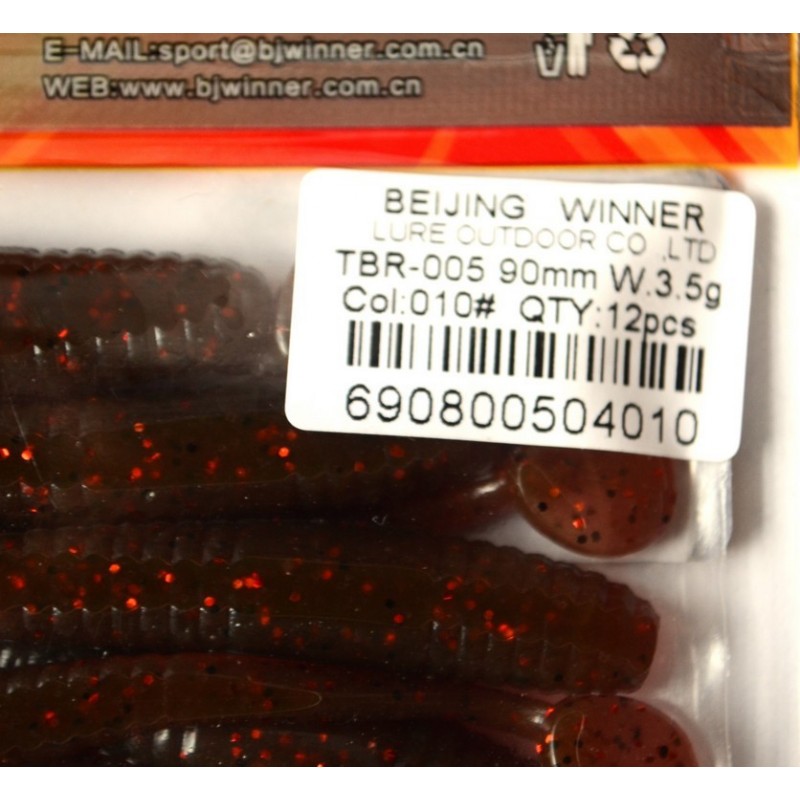 E-MAIL:sport@bjwinner.com.cn
WEB:www.bjwinner.com.cn
BEIJING WINNER
LURE OUTDOOR CO .,LTD
TBR-005 90mm W.3.5g
Col:010# QTY:12pcs
690800504010